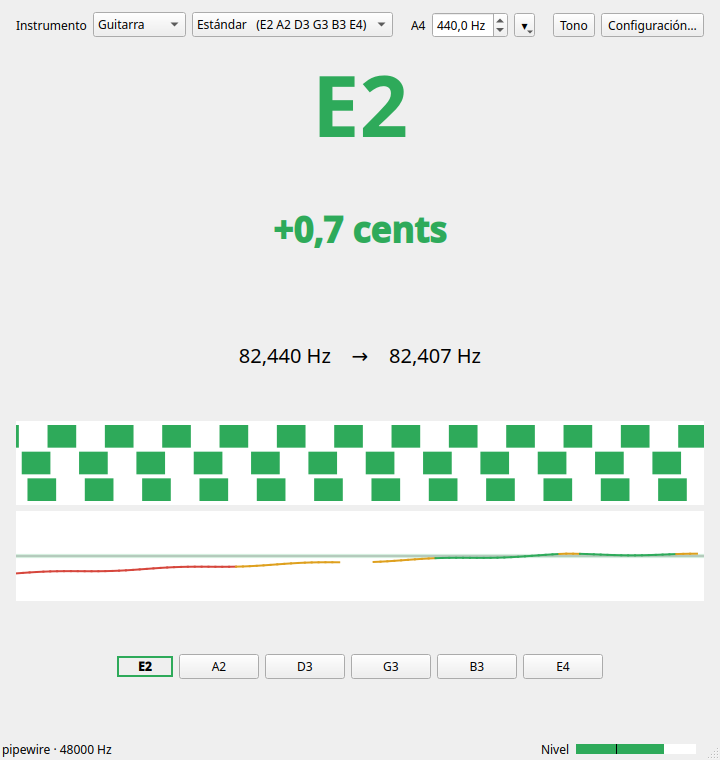 Instrumento Guitarra Estándar (E2 A2 D3 G3 B3 E4) A4 440,0 Hz Tono Configuración...
E2
+0,7 cents
82,440 Hz → 82,407 Hz
E2 A2 D3 G3 B3 E4
pipewire · 48000 Hz Nivel